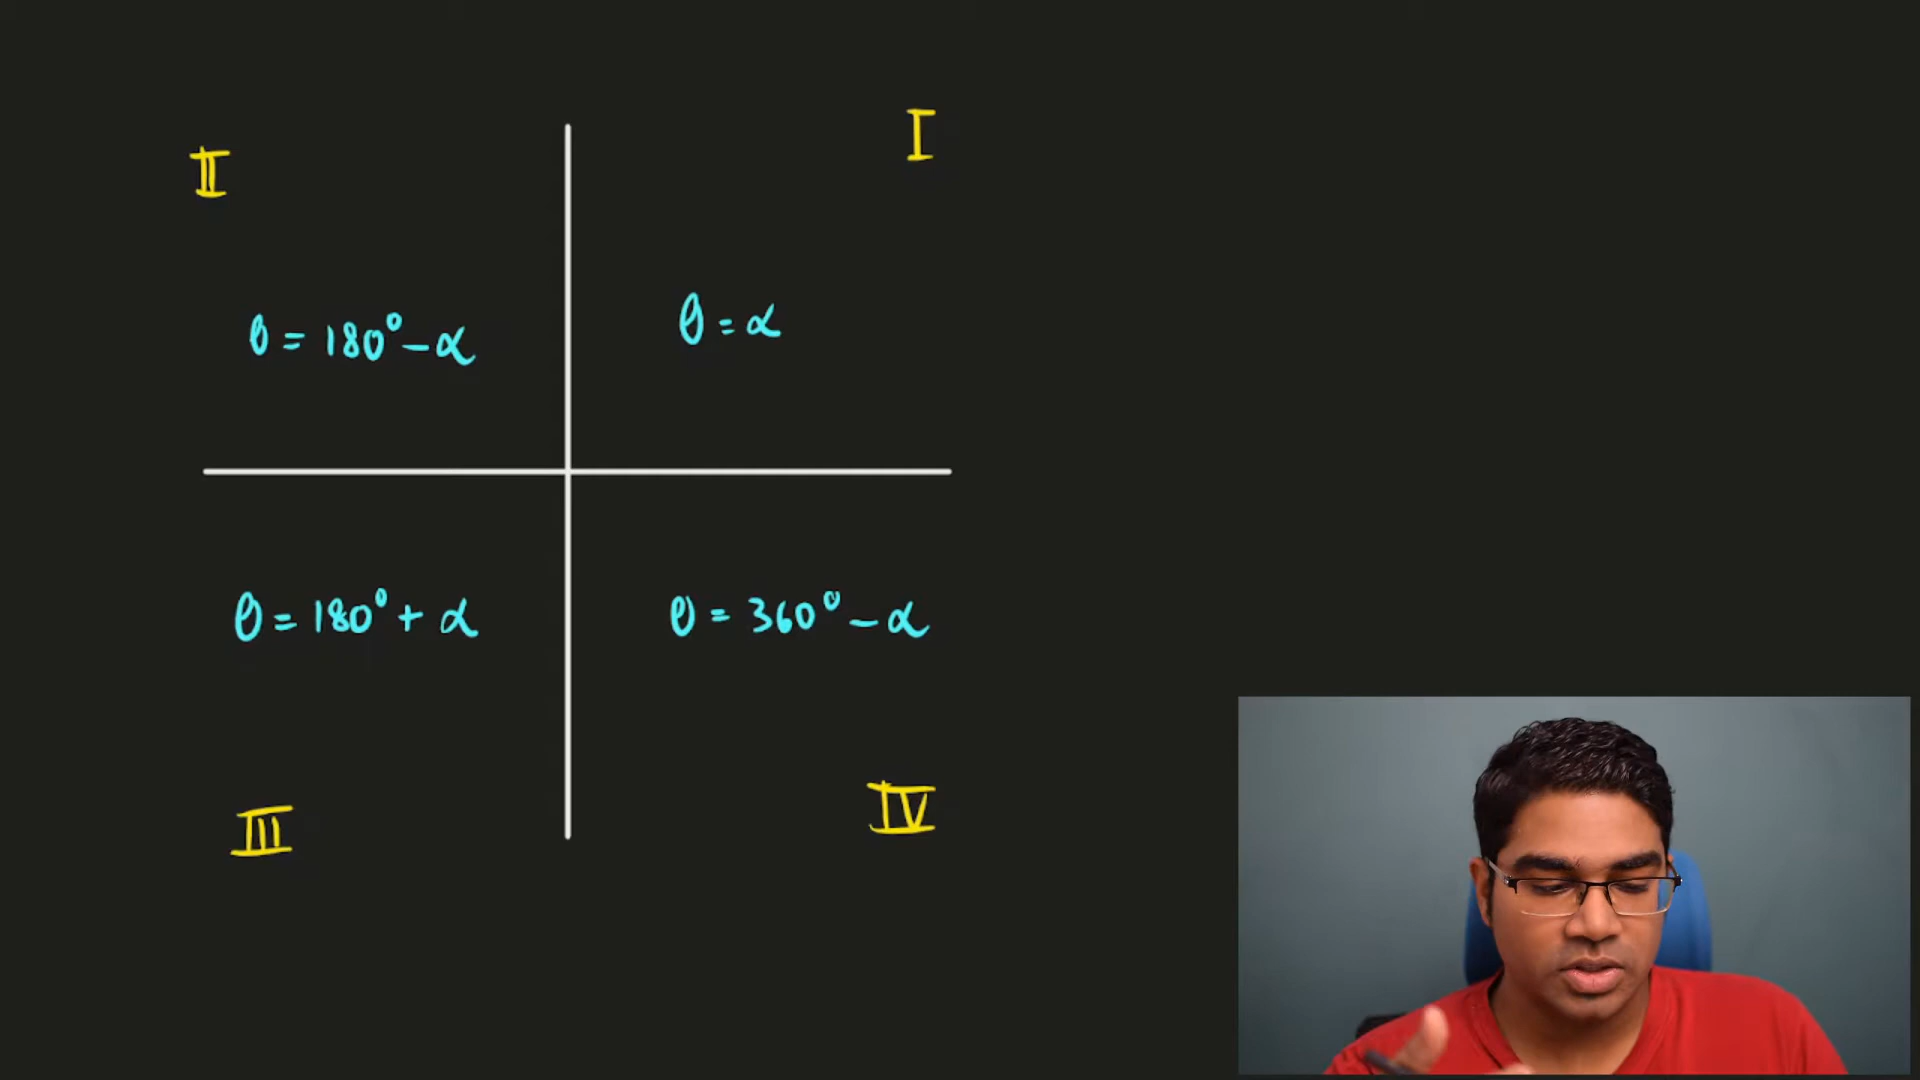 II
I
θ = 180° - α
θ = α
θ = 180° + α
θ = 360° - α
III
IV